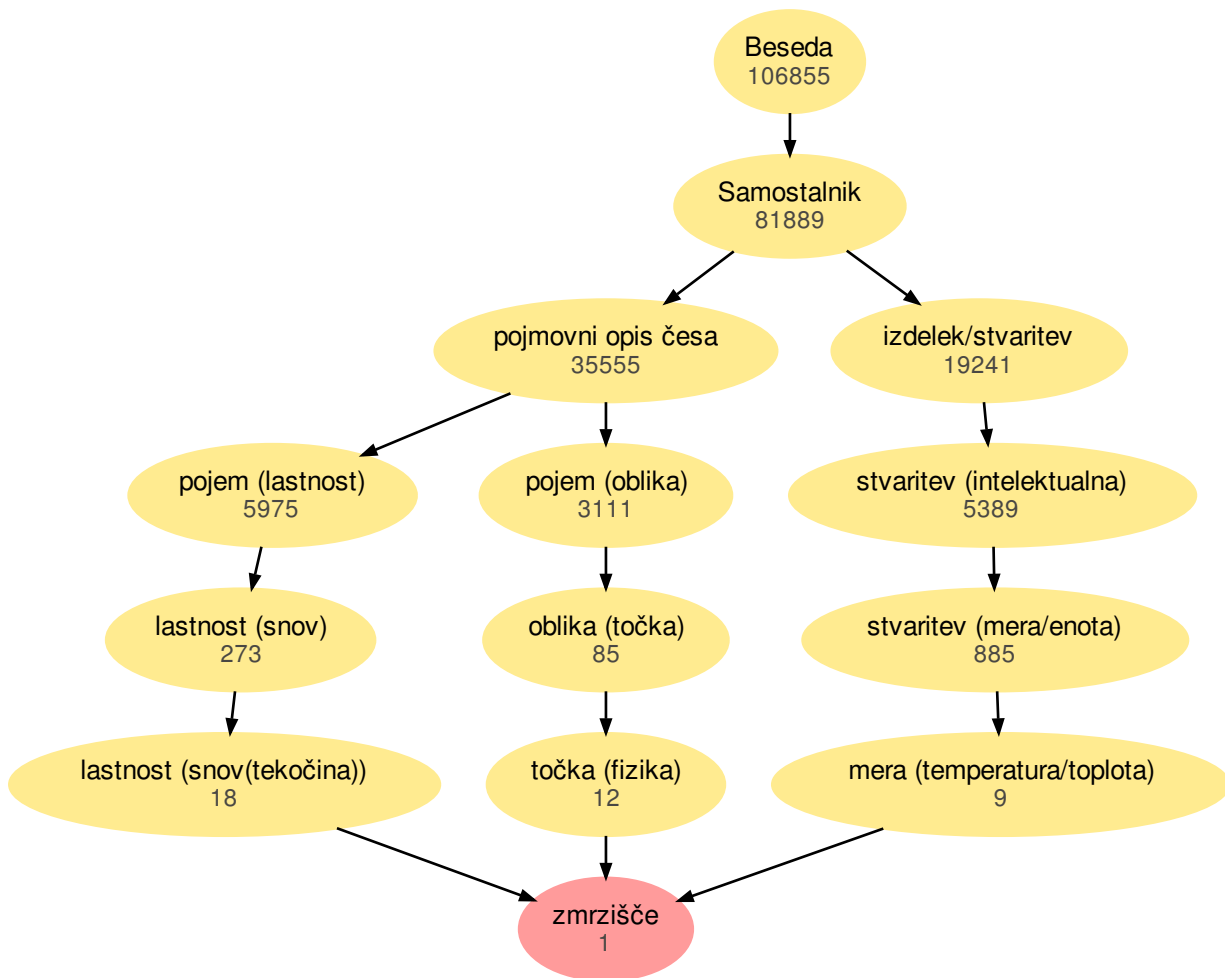 Beseda
106855
Samostalnik
81889
pojmovni opis česa
35555
izdelek/stvaritev
19241
pojem (lastnost)
5975
pojem (oblika)
3111
stvaritev (intelektualna)
5389
lastnost (snov)
273
oblika (točka)
85
stvaritev (mera/enota)
885
lastnost (snov(tekočina))
18
točka (fizika)
12
mera (temperatura/toplota)
9
zmrzišče
1